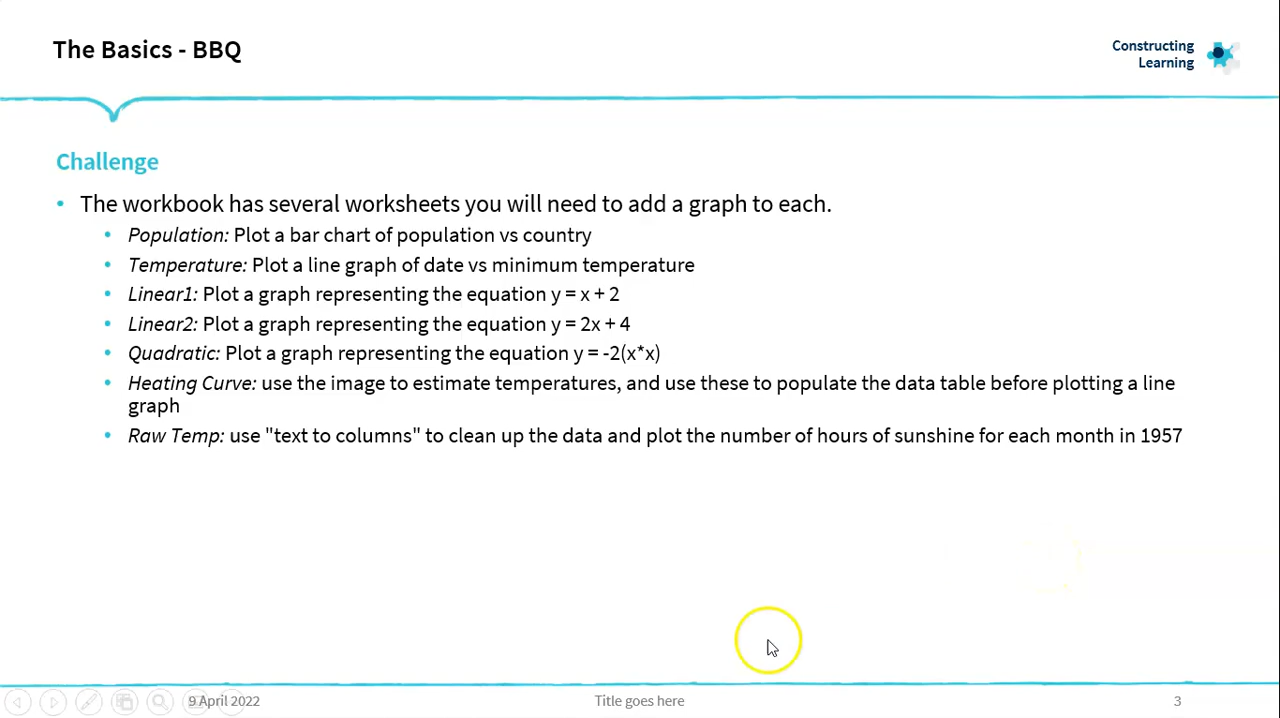 The Basics - BBQ
Constructing
Learning
Challenge
• The workbook has several worksheets you will need to add a graph to each.
• Population: Plot a bar chart of population vs country
• Temperature: Plot a line graph of date vs minimum temperature
• Linear1: Plot a graph representing the equation y = x + 2
• Linear2: Plot a graph representing the equation y = 2x + 4
• Quadratic: Plot a graph representing the equation y = -2(x*x)
• Heating Curve: use the image to estimate temperatures, and use these to populate the data table before plotting a line
graph
• Raw Temp: use "text to columns" to clean up the data and plot the number of hours of sunshine for each month in 1957
9 April 2022
Title goes here
3